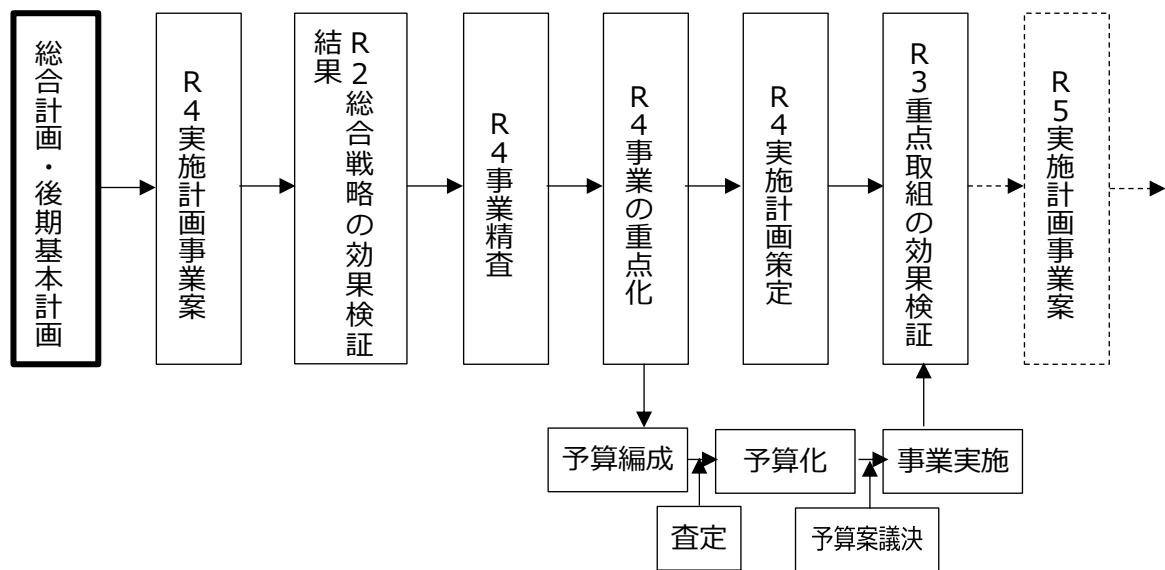 総合計画・後期基本計画
R4実施計画事業案
R2総合戦略の効果検証
結果
R4事業精査
R4事業の重点化
R4実施計画策定
R3重点取組の効果検証
R5実施計画事業案
予算編成
予算化
事業実施
査定
予算案議決